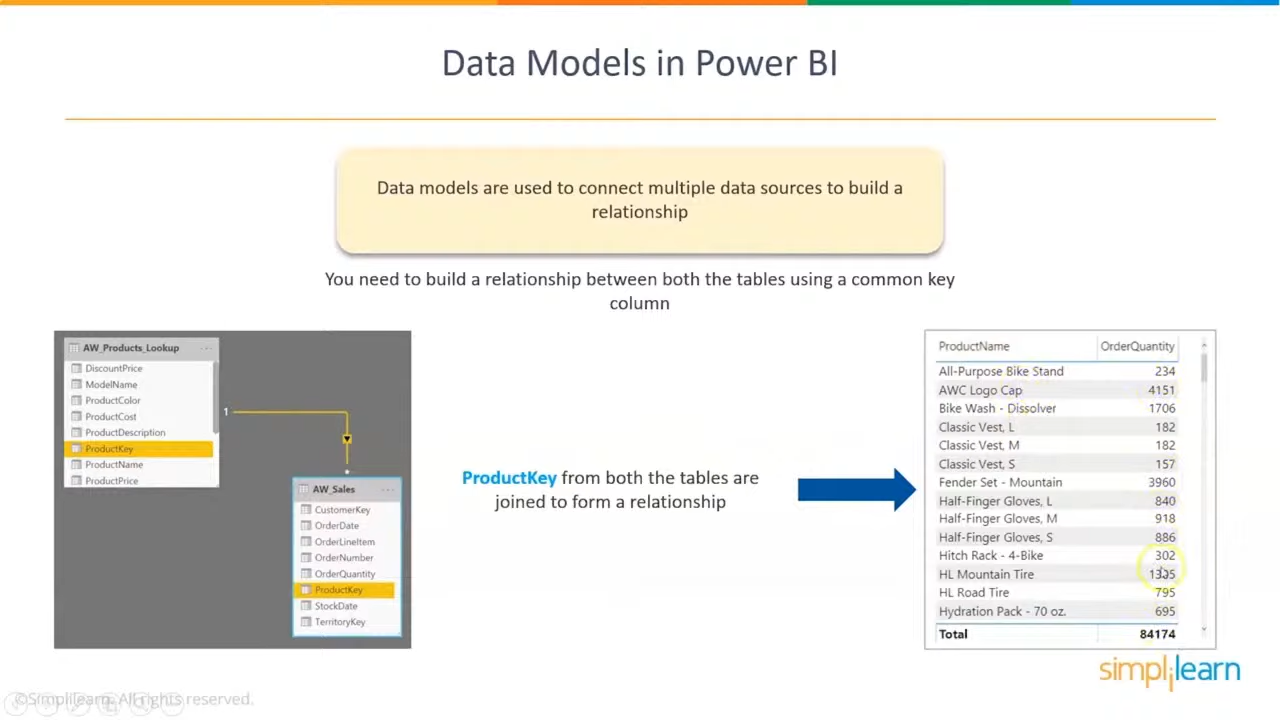 Data Models in Power BI
Data models are used to connect multiple data sources to build a
relationship
You need to build a relationship between both the tables using a common key
column
AW_Products_Lookup
DiscountPrice
ModelName
ProductColor
ProductCost
ProductDescription
ProductKey
ProductName
ProductPrice
1
AW_Sales
CustomerKey
OrderDate
OrderLineItem
OrderNumber
OrderQuantity
ProductKey
StockDate
TerritoryKey
ProductKey from both the tables are
joined to form a relationship
ProductName OrderQuantity
All-Purpose Bike Stand 234
AWC Logo Cap 4151
Bike Wash - Dissolver 1706
Classic Vest, L 182
Classic Vest, M 182
Classic Vest, S 157
Fender Set - Mountain 3960
Half-Finger Gloves, L 840
Half-Finger Gloves, M 918
Half-Finger Gloves, S 886
Hitch Rack - 4-Bike 302
HL Mountain Tire
HL Road Tire 795
Hydration Pack - 70 oz. 695
Total 84174
simplilearn
©Simplilearn. All rights reserved.